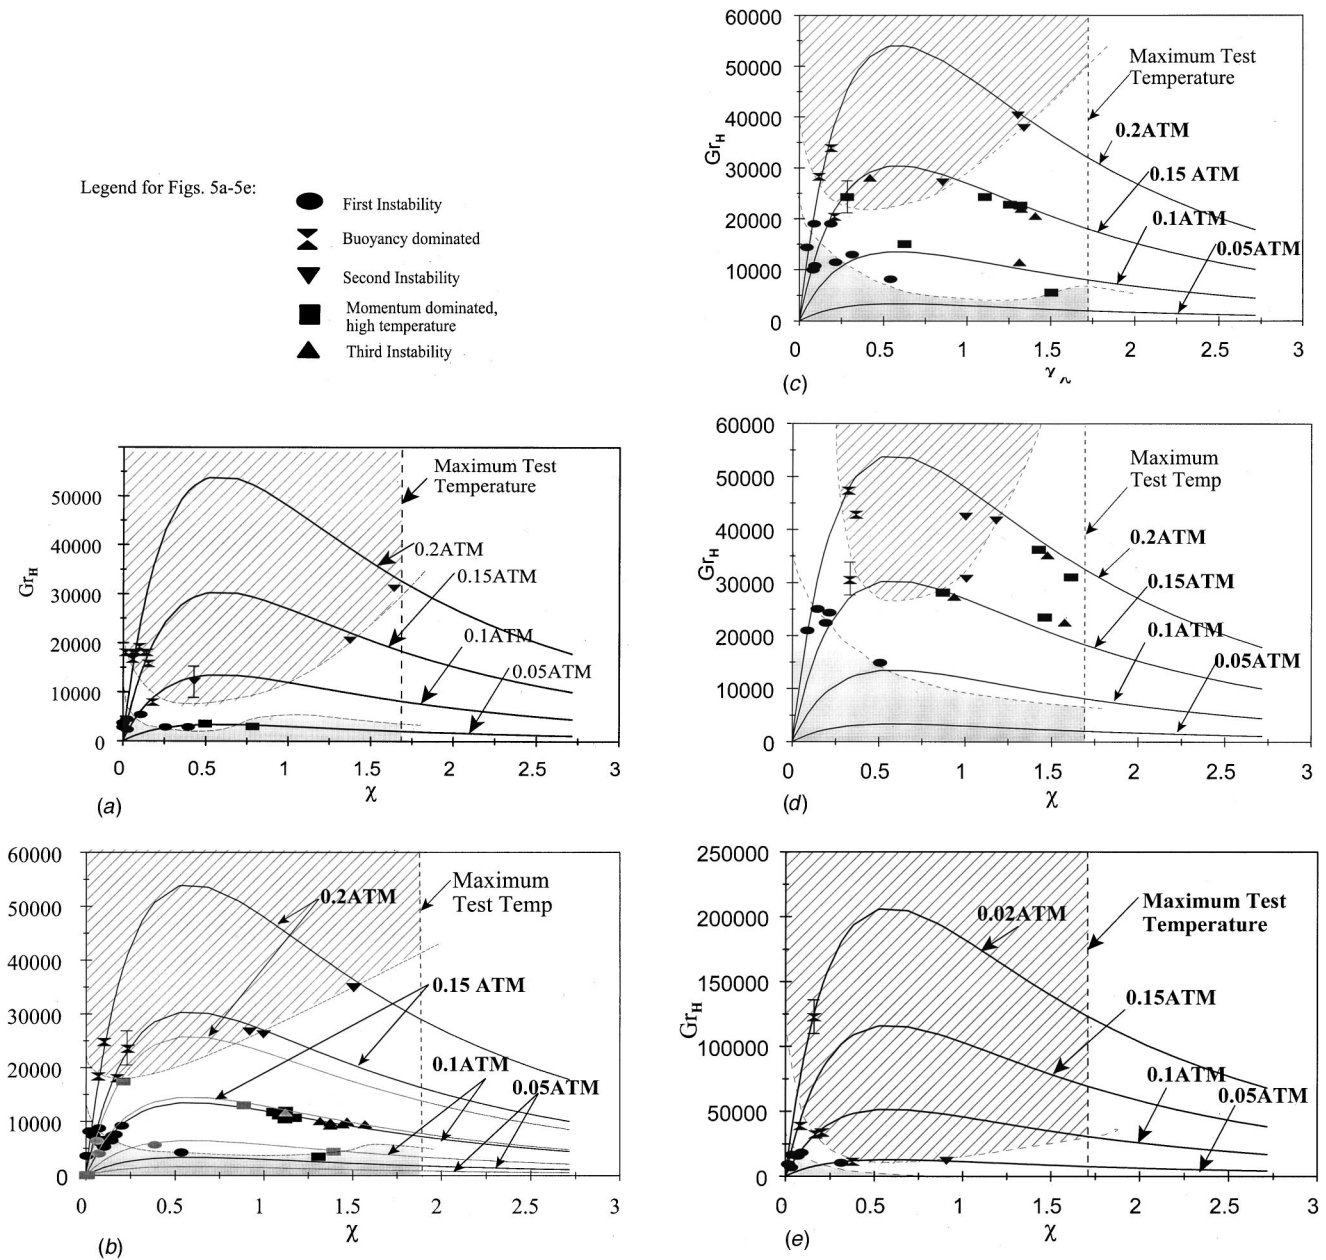 Legend for Figs. 5a-5e:
First Instability
Buoyancy dominated
Second Instability
Momentum dominated,
high temperature
Third Instability
50000
40000
30000
20000
10000
0
Gr_H
Maximum Test
Temperature
0.2ATM
0.15ATM
0.1ATM
0.05ATM
0 0.5 1 1.5 2 2.5 3
χ
(a)
60000
50000
40000
30000
20000
10000
0
Gr_H
Maximum
Test Temp
0.2ATM
0.15 ATM
0.1ATM
0.05ATM
0 0.5 1 1.5 2 2.5 3
χ
(b)
60000
50000
40000
30000
20000
10000
0
Gr_H
Maximum Test
Temperature
0.2ATM
0.15 ATM
0.1ATM
0.05ATM
0 0.5 1 1.5 2 2.5 3
(c)
60000
50000
40000
30000
20000
10000
0
Gr_H
Maximum
Test Temp
0.2ATM
0.15ATM
0.1ATM
0.05ATM
0 0.5 1 1.5 2 2.5 3
χ
(d)
250000
200000
150000
100000
50000
0
Gr_H
Maximum Test
Temperature
0.02ATM
0.15ATM
0.1ATM
0.05ATM
0 0.5 1 1.5 2 2.5 3
χ
(e)